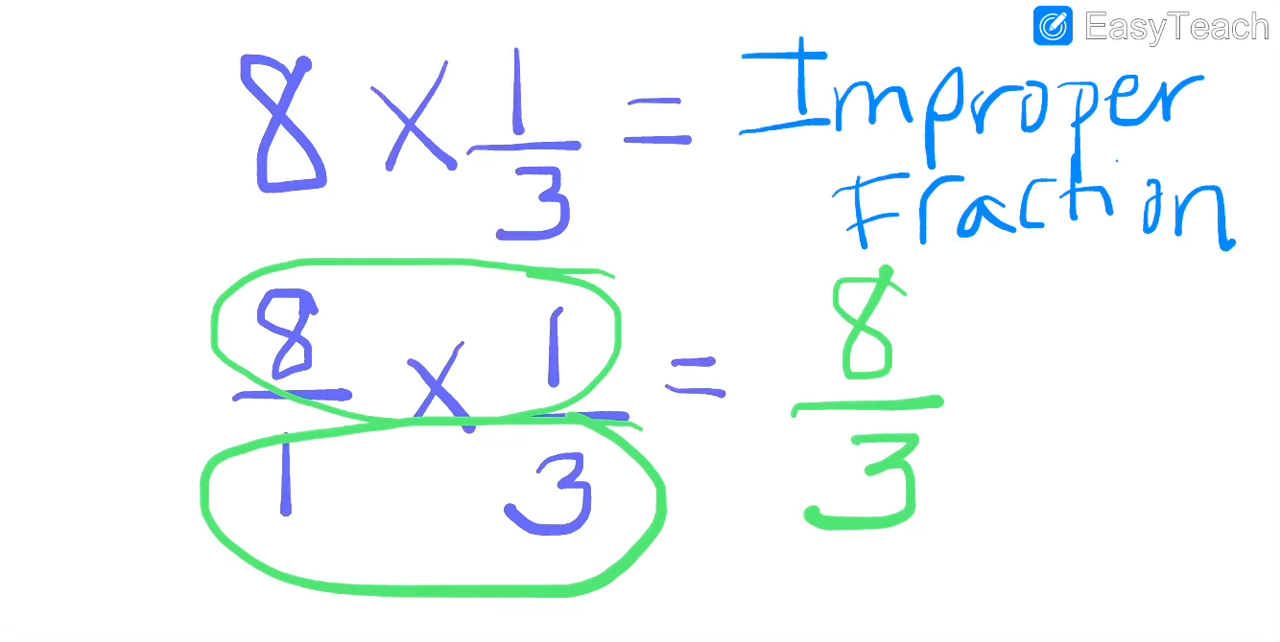 EasyTeach
8 × 1/3 = Improper
Fraction
8/1 × 1/3 = 8/3